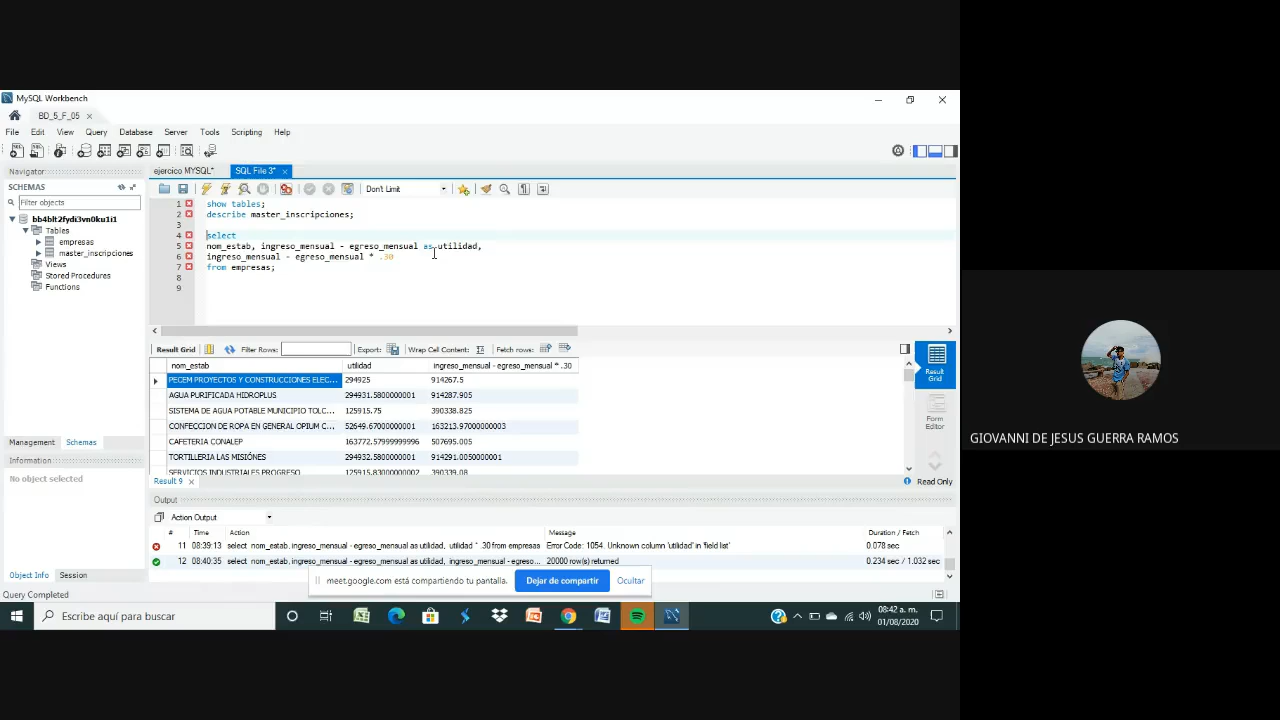 MySQL Workbench
BD_5_F_05
File Edit View Query Database Server Tools Scripting Help
Navigator
SCHEMAS
Filter objects
bb4blt2fydi3vn0ku1i1
Tables
empresas
master_inscripciones
Views
Stored Procedures
Functions
Management Schemas
Information
No object selected
Object Info Session
Query Completed
ejercico MYSQL* SQL File 3*
Don't Limit
1 show tables;
2 describe master_inscripciones;
3
4 select
5 nom_estab, ingreso_mensual - egreso_mensual as utilidad,
6 ingreso_mensual - egreso_mensual * .30
7 from empresas;
8
9
Result Grid Filter Rows: Export: Wrap Cell Content: Fetch rows:
nom_estab utilidad ingreso_mensual - egreso_mensual * .30
PECEM PROYECTOS Y CONSTRUCCIONES ELEC... 294925 914267.5
AGUA PURIFICADA HIDROPLUS 294931.5800000001 914287.905
SISTEMA DE AGUA POTABLE MUNICIPIO TOLC... 125915.75 390338.825
CONFECCION DE ROPA EN GENERAL OPIUM C... 52649.67000000001 163213.97000000003
CAFETERIA CONALEP 163772.57999999996 507695.005
TORTILLERIA LAS MISIÓNES 294932.5800000001 914291.0050000001
SERVICIOS INDUSTRIALES PROGRESO 125915.83000000002 390339.08
Result Grid
Form Editor
Result 9
Read Only
Output
Action Output
# Time Action Message Duration / Fetch
11 08:39:13 select nom_estab, ingreso_mensual - egreso_mensual as utilidad, utilidad * .30 from empresas Error Code: 1054. Unknown column 'utilidad' in 'field list' 0.078 sec
12 08:40:35 select nom_estab, ingreso_mensual - egreso_mensual as utilidad, ingreso_mensual - egreso... 20000 row(s) returned 0.234 sec / 1.032 sec
meet.google.com está compartiendo tu pantalla. Dejar de compartir Ocultar
Escribe aquí para buscar
08:42 a. m.
01/08/2020
GIOVANNI DE JESUS GUERRA RAMOS